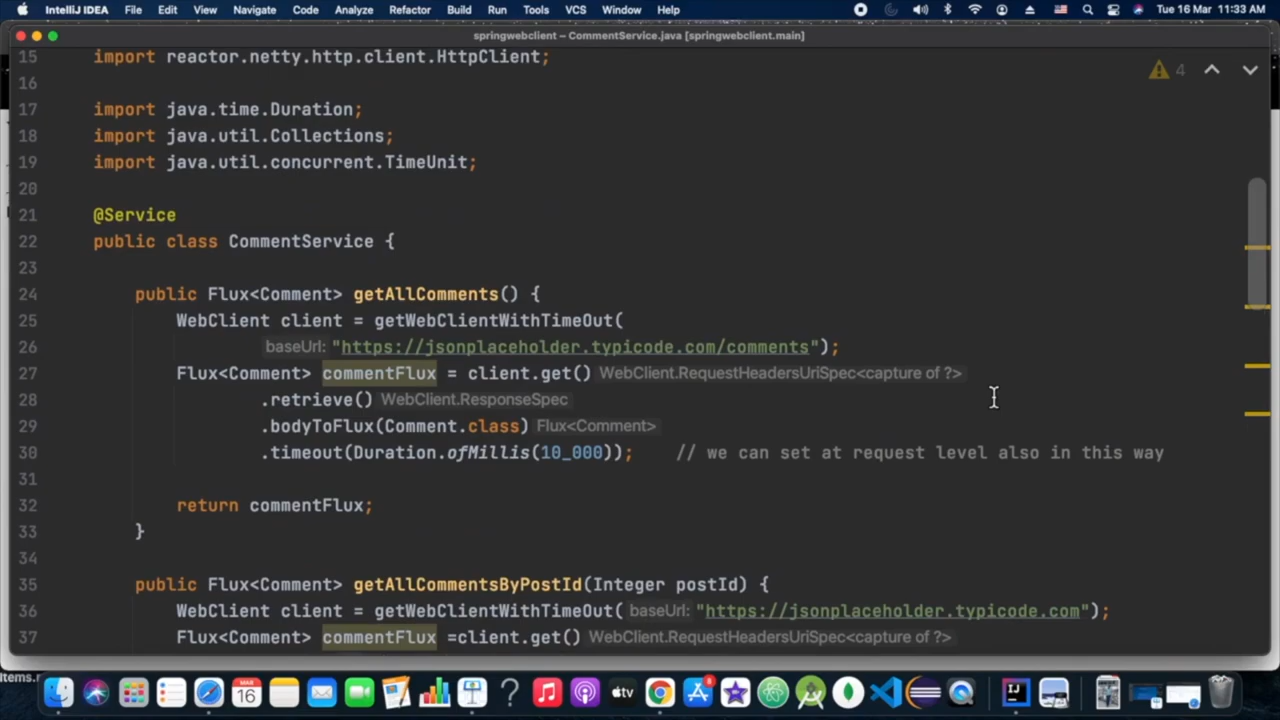 IntelliJ IDEA File Edit View Navigate Code Analyze Refactor Build Run Tools VCS Window Help Tue 16 Mar 11:33 AM
springwebclient – CommentService.java [springwebclient.main]
15 import reactor.netty.http.client.HttpClient;
4
16
17 import java.time.Duration;
18 import java.util.Collections;
19 import java.util.concurrent.TimeUnit;
20
21 @Service
22 public class CommentService {
23
24 public Flux<Comment> getAllComments() {
25 WebClient client = getWebClientWithTimeOut(
26 baseUrl: "https://jsonplaceholder.typicode.com/comments");
27 Flux<Comment> commentFlux = client.get() WebClient.RequestHeadersUriSpec<capture of ?>
28 .retrieve() WebClient.ResponseSpec
29 .bodyToFlux(Comment.class) Flux<Comment>
30 .timeout(Duration.ofMillis(10_000)); // we can set at request level also in this way
31
32 return commentFlux;
33 }
34
35 public Flux<Comment> getAllCommentsByPostId(Integer postId) {
36 WebClient client = getWebClientWithTimeOut( baseUrl: "https://jsonplaceholder.typicode.com");
37 Flux<Comment> commentFlux =client.get() WebClient.RequestHeadersUriSpec<capture of ?>
MAR
16
tv
8
IJ